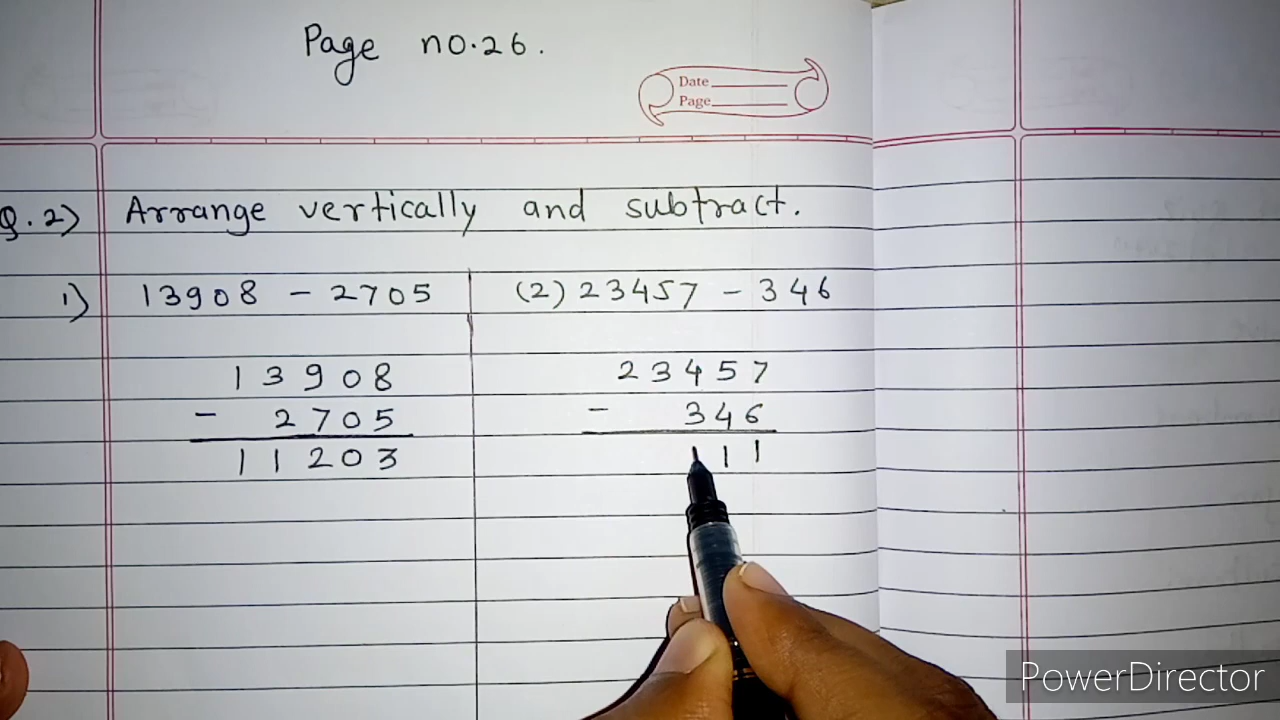 Page no.26.
Date
Page
Q.2) Arrange vertically and subtract.
1) 13908 - 2705
13908
- 2705
11203
(2) 23457 - 346
23457
- 346
111
PowerDirector